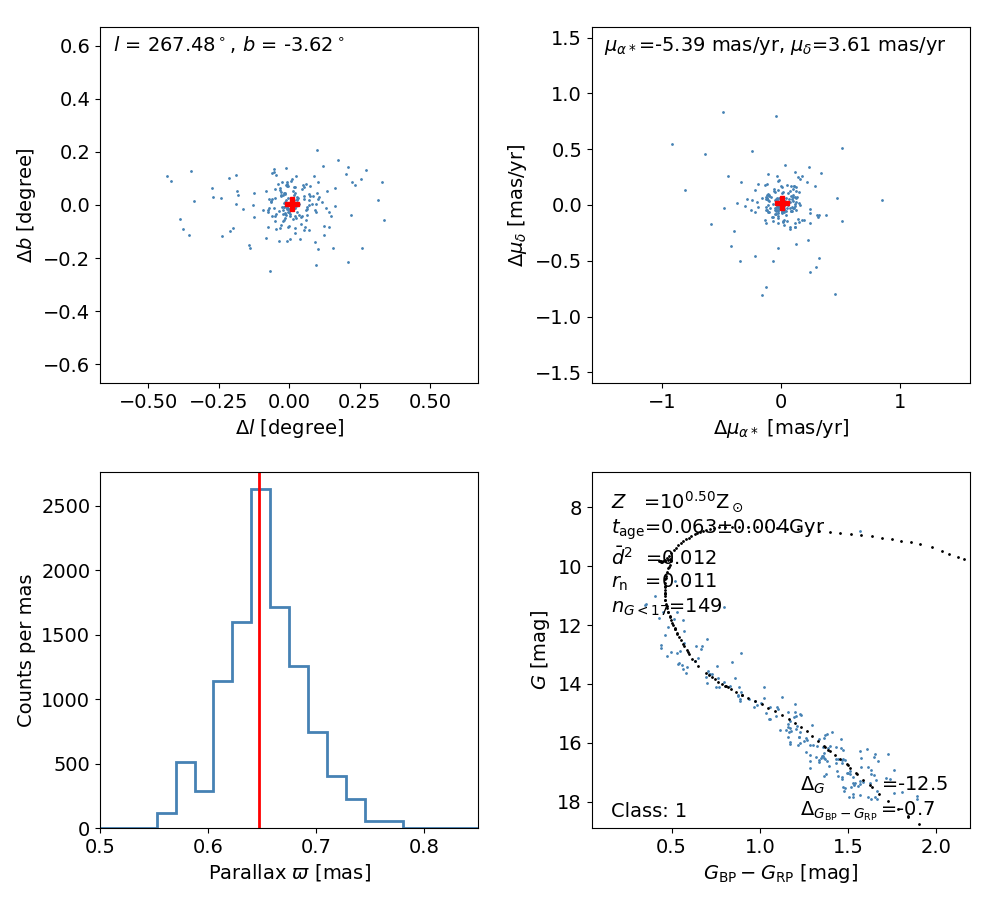 l = 267.48°, b = -3.62°
0.6
0.4
0.2
0.0
−0.2
−0.4
−0.6
−0.50 −0.25 0.00 0.25 0.50
Δl [degree]
Δb [degree]
μα*=-5.39 mas/yr, μδ=3.61 mas/yr
1.5
1.0
0.5
0.0
−0.5
−1.0
−1.5
−1 0 1
Δμα* [mas/yr]
Δμδ [mas/yr]
2500
2000
1500
1000
500
0
0.5 0.6 0.7 0.8
Parallax ϖ [mas]
Counts per mas
Z =10^0.50 Z⊙
t_age=0.063±0.004Gyr
d̄² =0.012
r_n =0.011
n_G<17=149
8
10
12
14
16
18
Δ_G =-12.5
Δ_G_BP−G_RP =-0.7
Class: 1
0.5 1.0 1.5 2.0
G_BP − G_RP [mag]
G [mag]